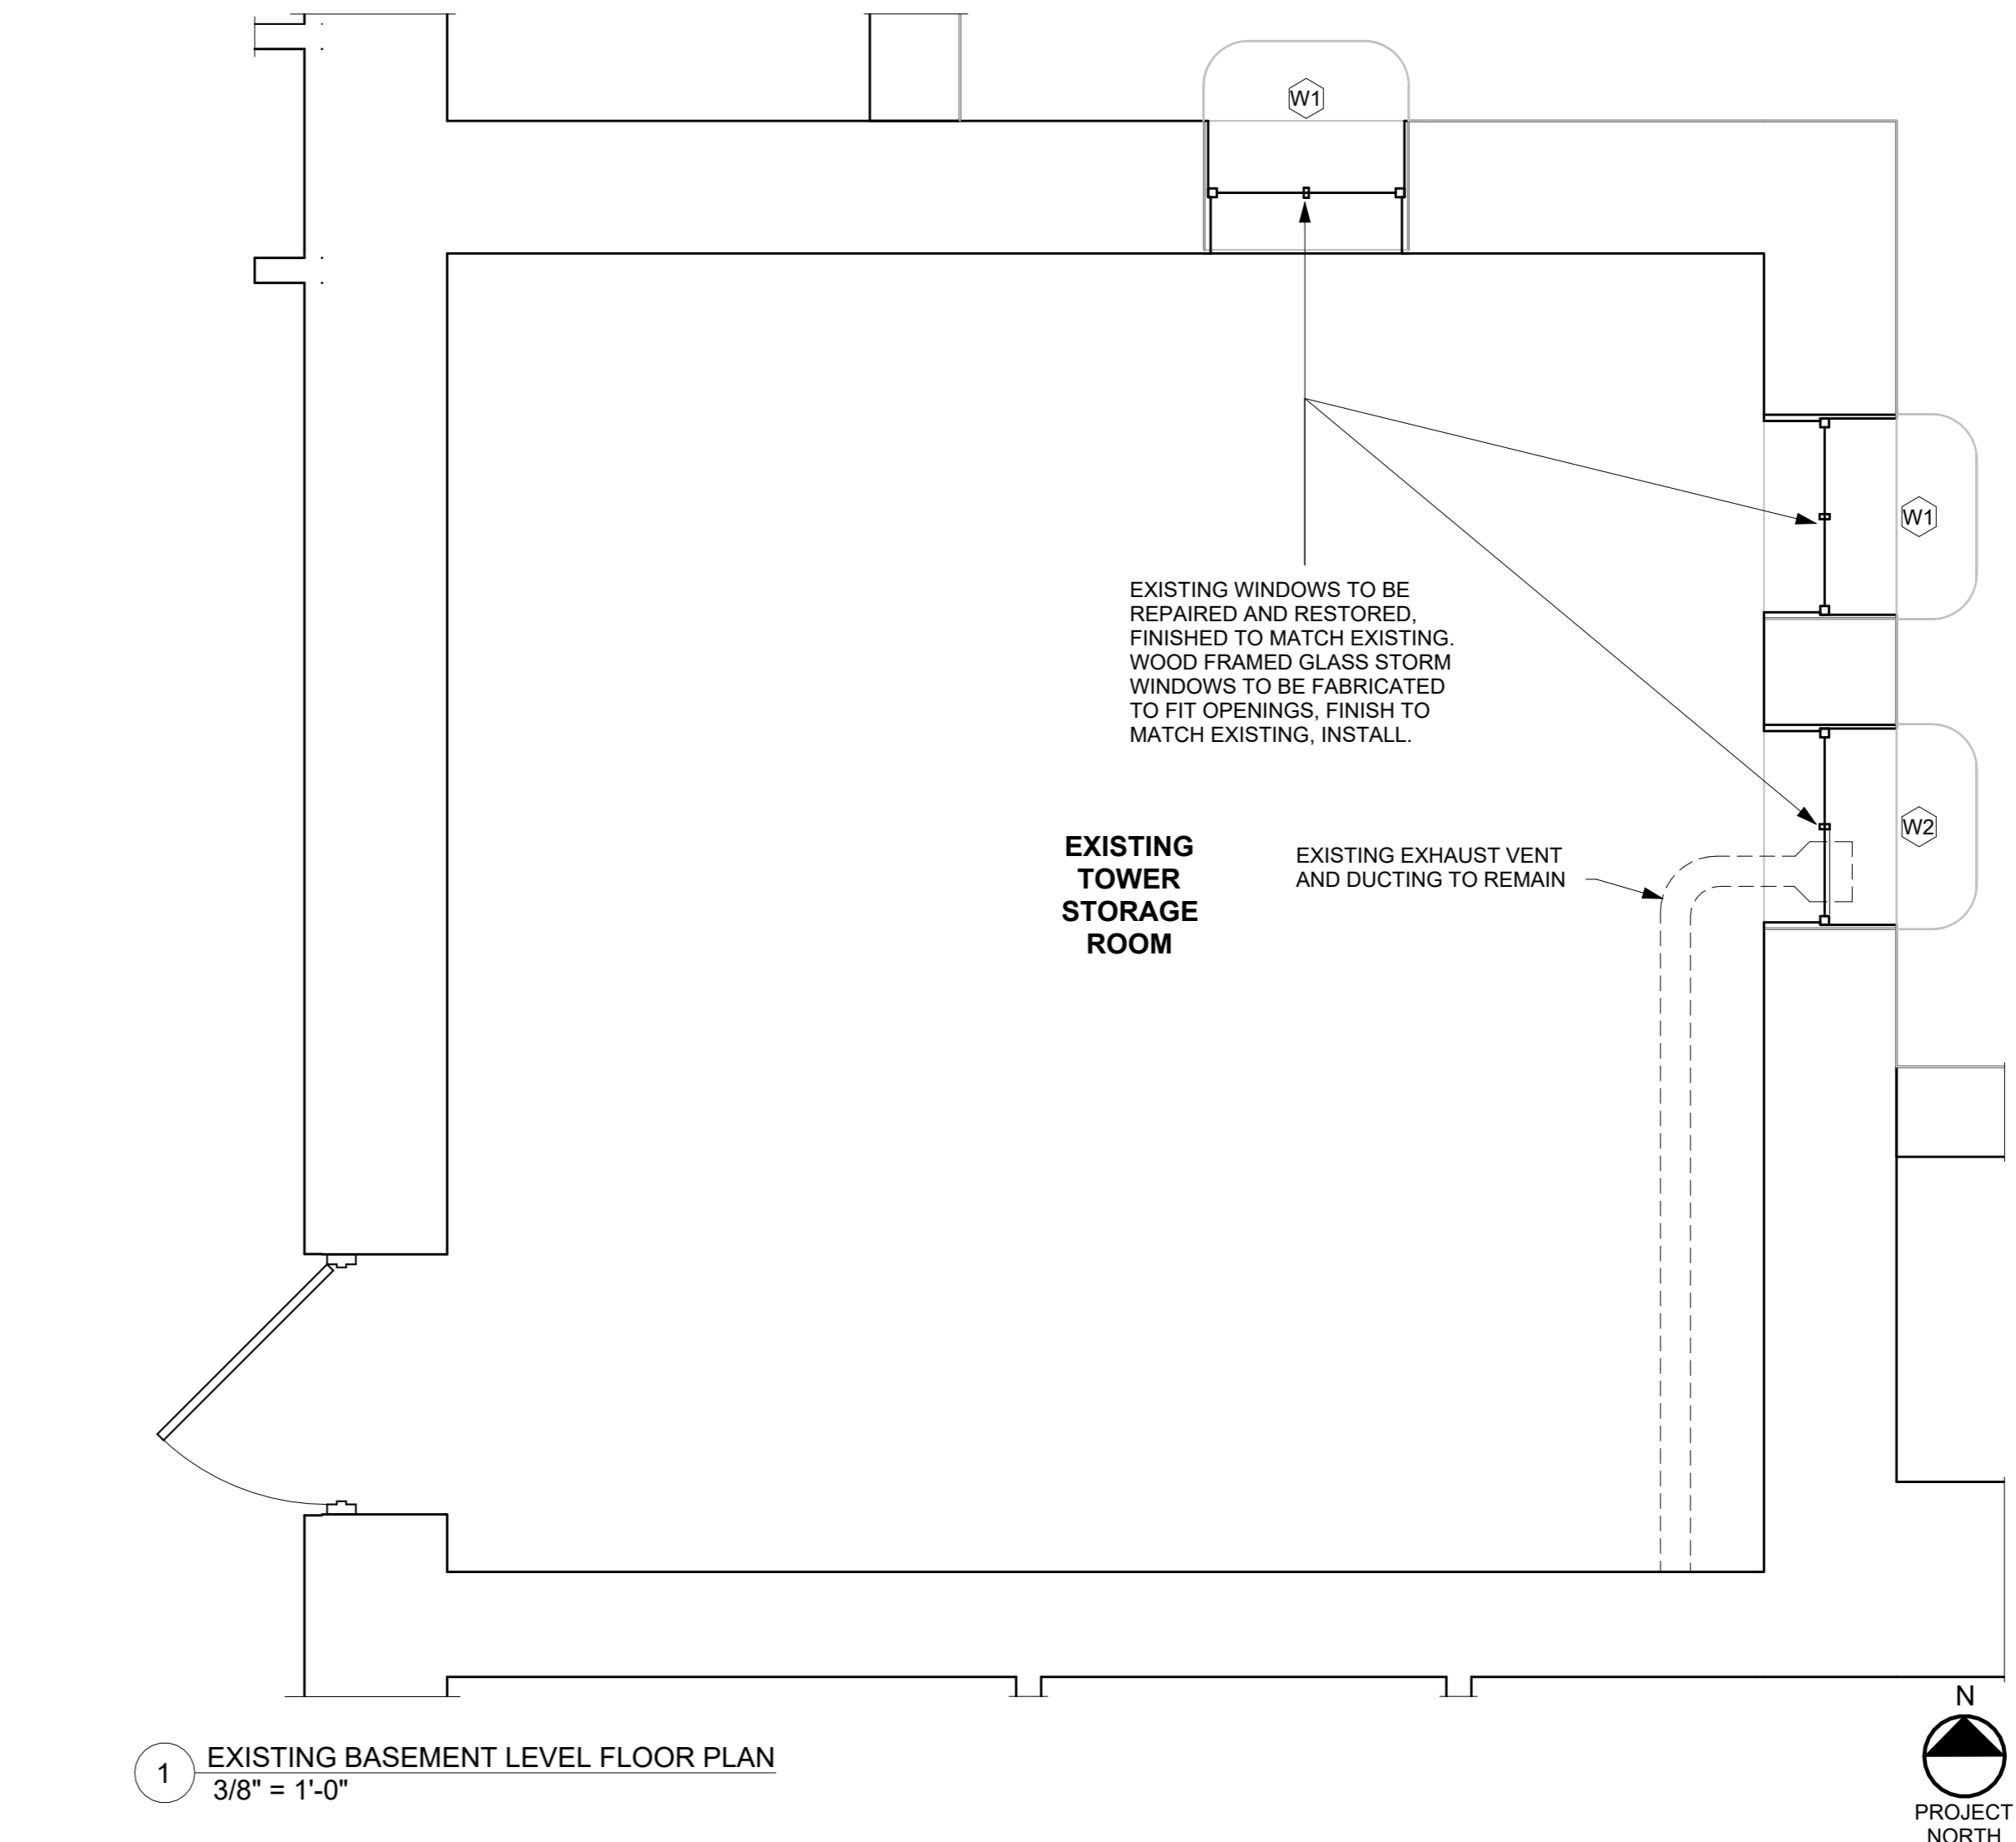 W1
W1
EXISTING WINDOWS TO BE
REPAIRED AND RESTORED,
FINISHED TO MATCH EXISTING.
WOOD FRAMED GLASS STORM
WINDOWS TO BE FABRICATED
TO FIT OPENINGS, FINISH TO
MATCH EXISTING, INSTALL.
W2
EXISTING
TOWER
STORAGE
ROOM
EXISTING EXHAUST VENT
AND DUCTING TO REMAIN
1
EXISTING BASEMENT LEVEL FLOOR PLAN
3/8" = 1'-0"
N
PROJECT
NORTH